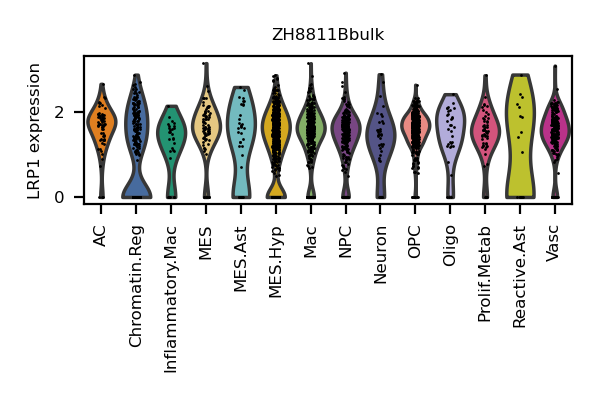 ZH8811Bbulk
LRP1 expression
2
0
AC
Chromatin.Reg
Inflammatory.Mac
MES
MES.Ast
MES.Hyp
Mac
NPC
Neuron
OPC
Oligo
Prolif.Metab
Reactive.Ast
Vasc